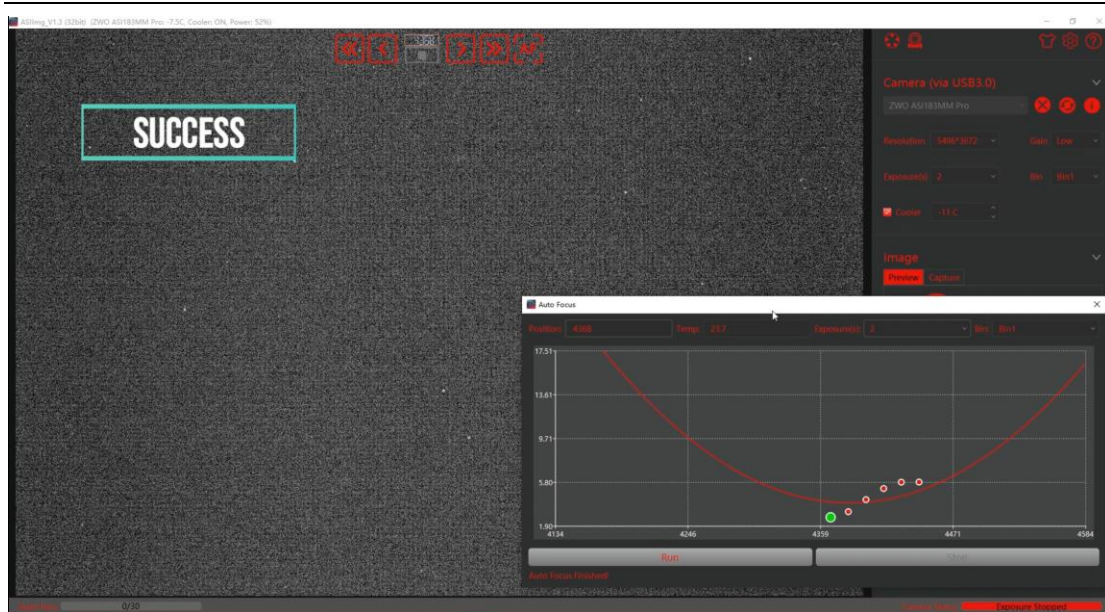 ASIImg_V1.3 (32bit) (ZWO ASI183MM Pro: -7.5C, Cooler: ON, Power: 52%)
SUCCESS
Camera (via USB3.0)
ZWO ASI183MM Pro
Resolution: 5496*3672 Gain: Low
Exposure(s): 2 Bin: Bin1
Cooler -11 C
Image
Preview Capture
Auto Focus
Position: 4368 Temp: 23.7 Exposure(s): 2 Bin: Bin1
17.51
13.61
9.71
5.80
1.90
4134 4246 4359 4471 4584
Run Stop
Auto Focus Finished!
0/30 Exposure Stopped